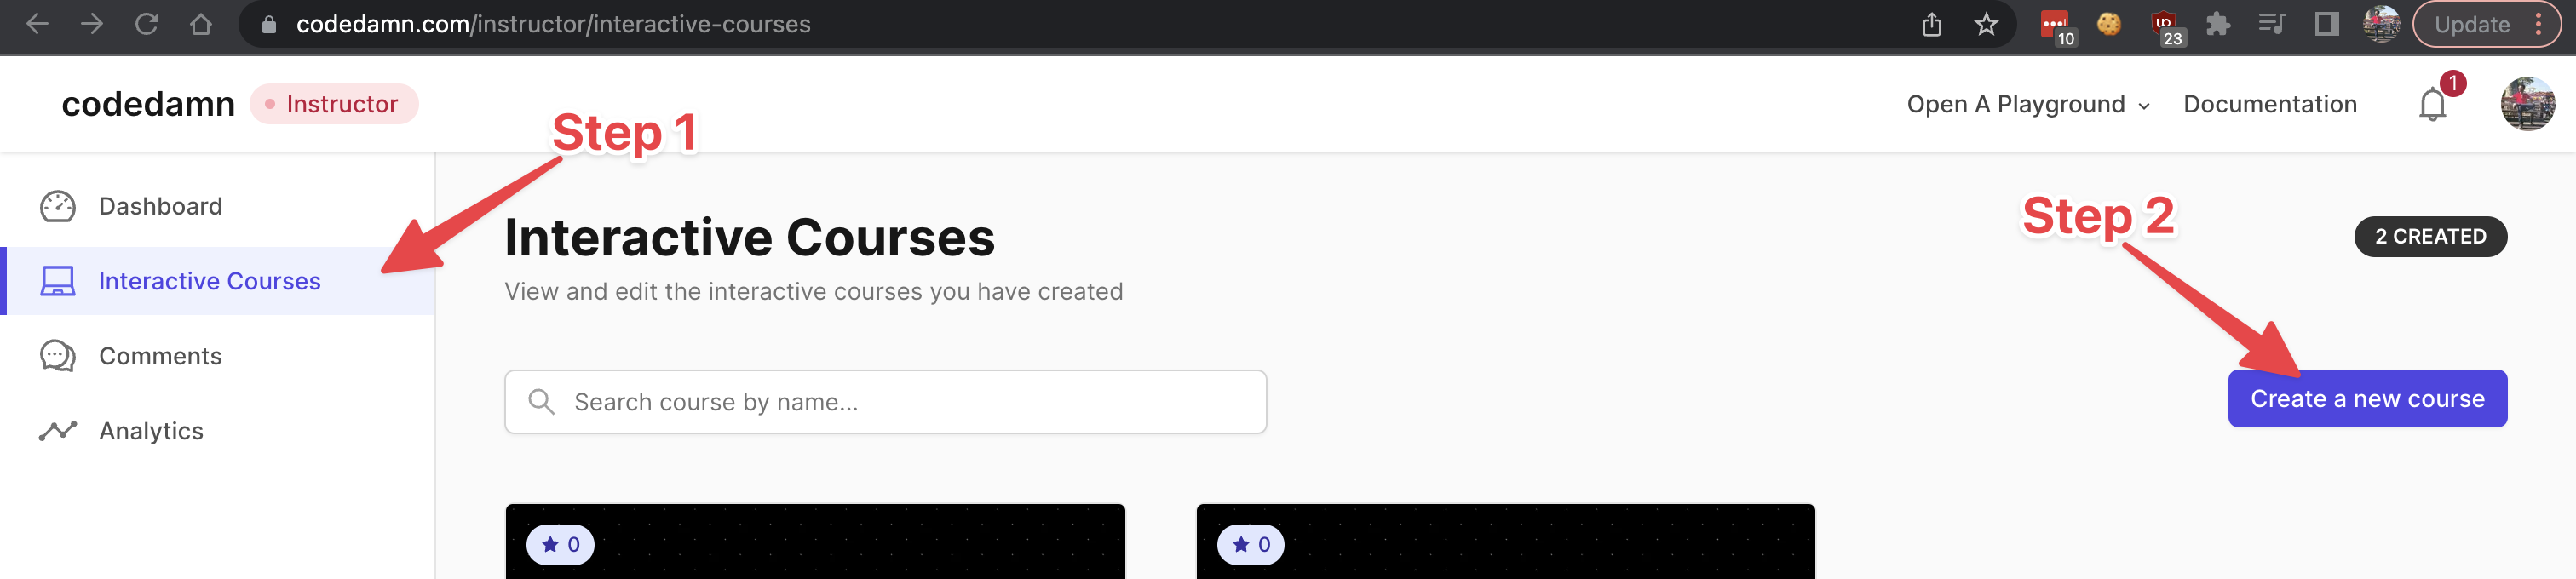 codedamn.com/instructor/interactive-courses
10
23
Update
codedamn
Instructor
Open A Playground
Documentation
1
Step 1
Dashboard
Interactive Courses
Comments
Analytics
Interactive Courses
View and edit the interactive courses you have created
Step 2
2 CREATED
Search course by name...
Create a new course
0
0